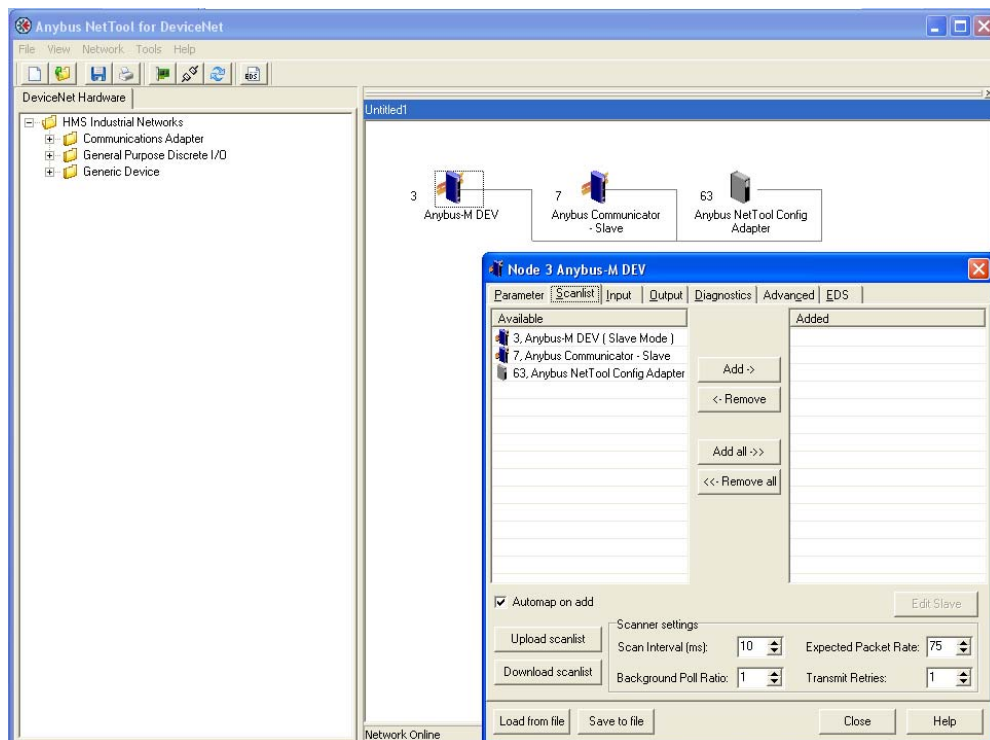 Anybus NetTool for DeviceNet
File View Network Tools Help
EDS
DeviceNet Hardware
Untitled1
HMS Industrial Networks
Communications Adapter
General Purpose Discrete I/O
Generic Device
3
7
63
Anybus-M DEV
Anybus Communicator
- Slave
Anybus NetTool Config
Adapter
Node 3 Anybus-M DEV
Parameter Scanlist Input Output Diagnostics Advanced EDS
Available
Added
3, Anybus-M DEV ( Slave Mode )
7, Anybus Communicator - Slave
63, Anybus NetTool Config Adapter
Add ->
<- Remove
Add all ->>
<<- Remove all
Automap on add
Edit Slave
Upload scanlist
Download scanlist
Scanner settings
Scan Interval (ms): 10
Expected Packet Rate: 75
Background Poll Ratio: 1
Transmit Retries: 1
Load from file
Save to file
Close
Help
Network Online